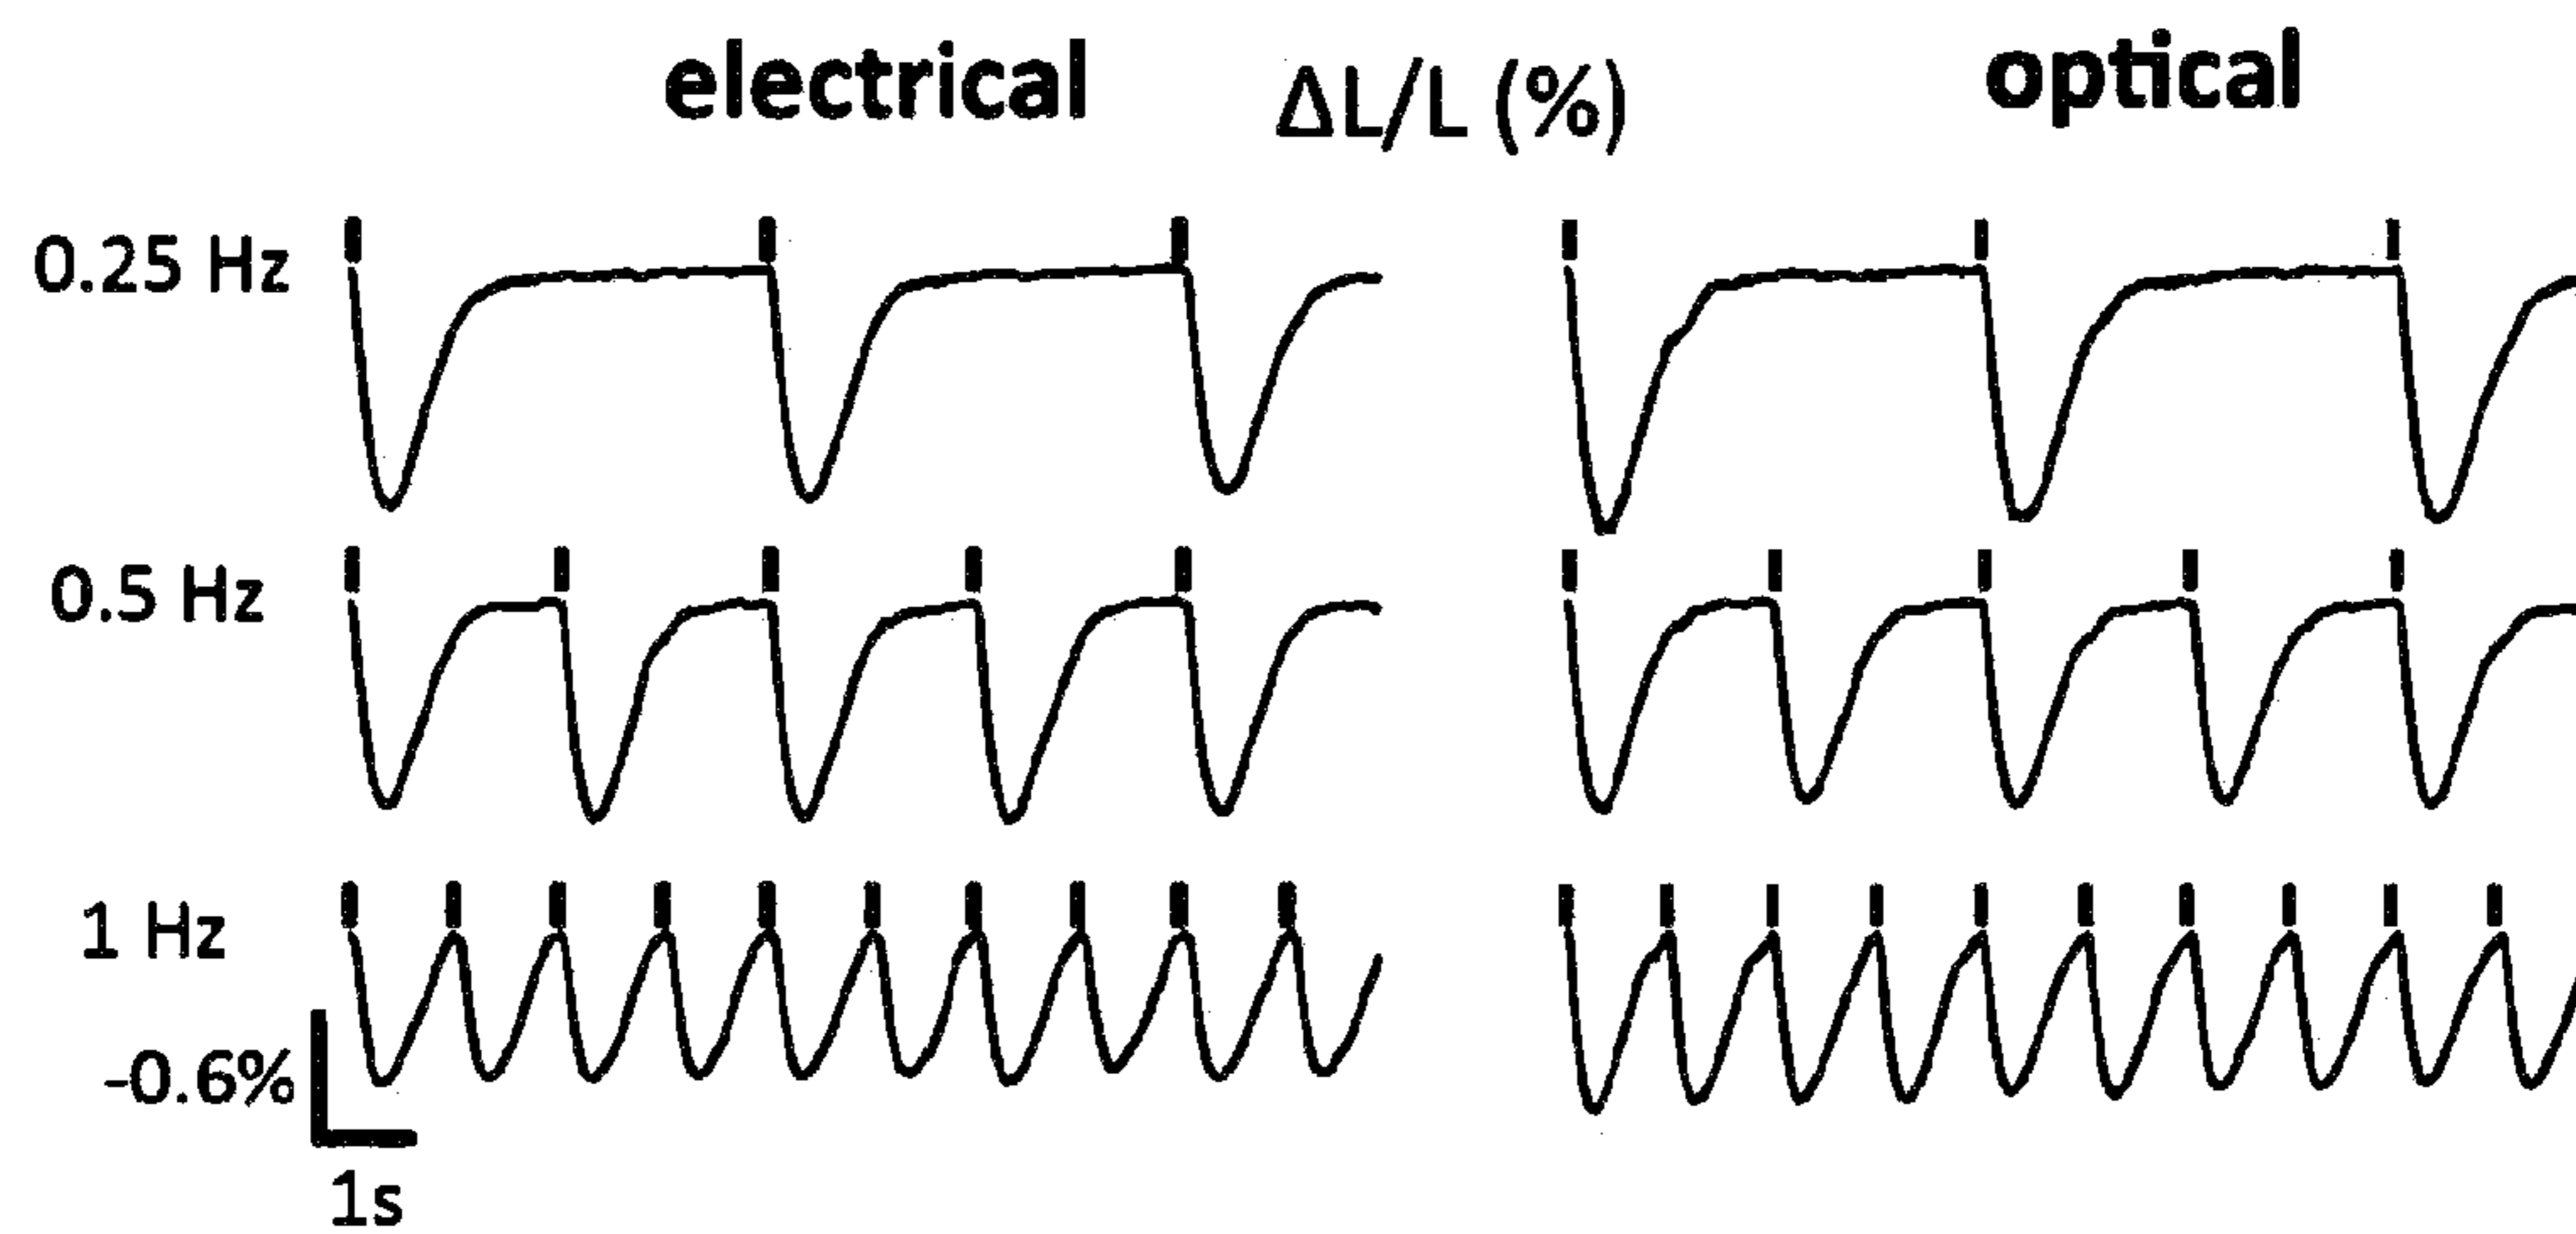 electrical ΔL/L (%) optical
0.25 Hz
0.5 Hz
1 Hz
-0.6%
1s